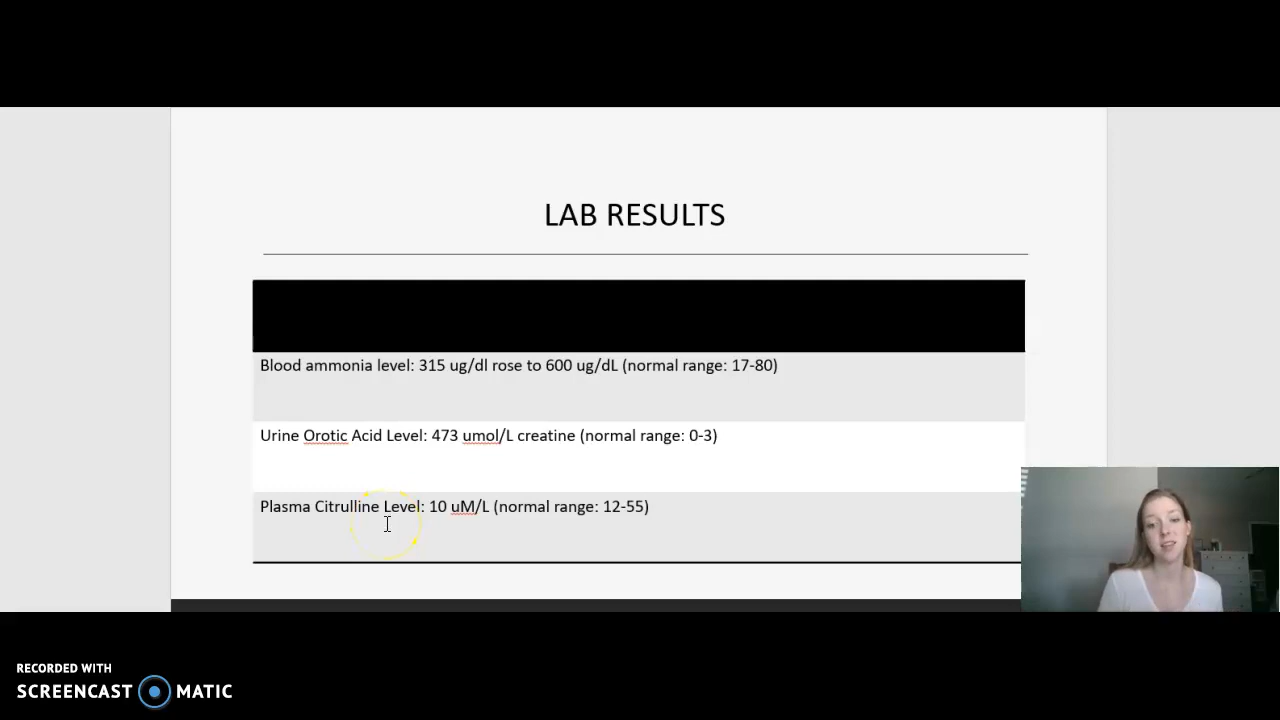 LAB RESULTS
Blood ammonia level: 315 ug/dl rose to 600 ug/dL (normal range: 17-80)
Urine Orotic Acid Level: 473 umol/L creatine (normal range: 0-3)
Plasma Citrulline Level: 10 uM/L (normal range: 12-55)
RECORDED WITH
SCREENCAST MATIC